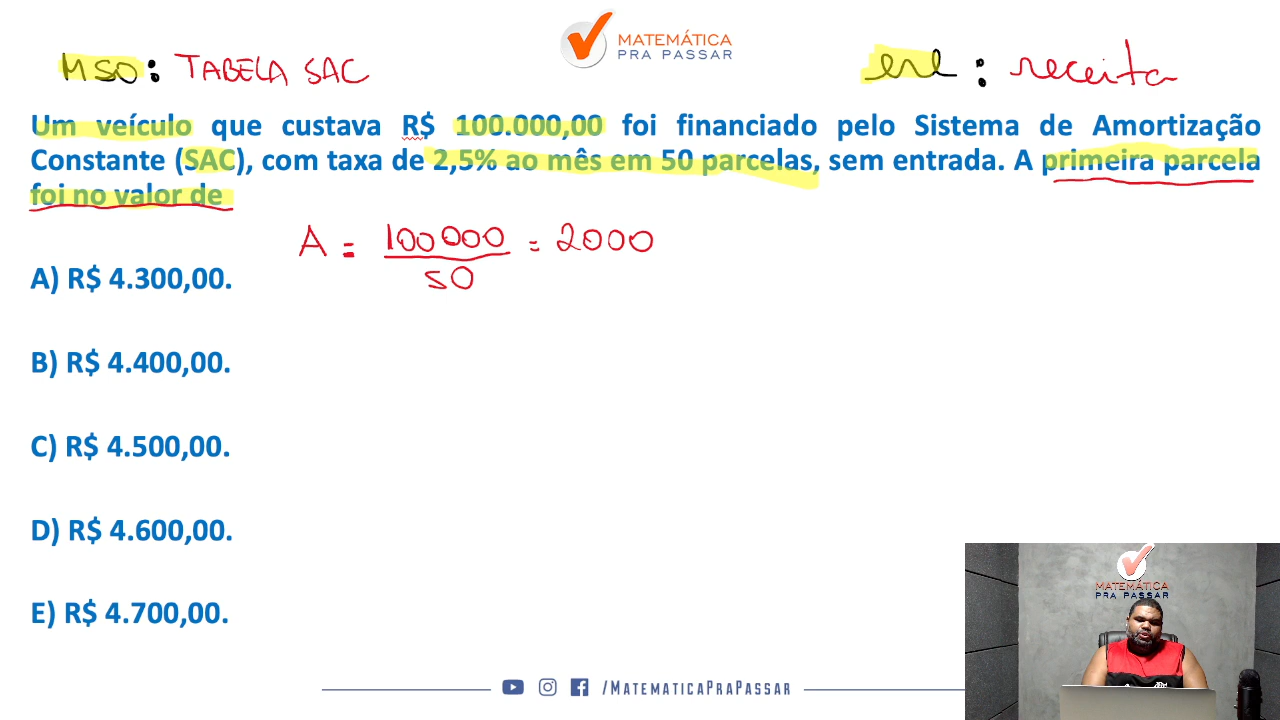 MATEMÁTICA
PRA PASSAR
MSO: TABELA SAC
: receita
Um veículo que custava R$ 100.000,00 foi financiado pelo Sistema de Amortização
Constante (SAC), com taxa de 2,5% ao mês em 50 parcelas, sem entrada. A primeira parcela
foi no valor de
A = 100000 = 2000
50
A) R$ 4.300,00.
B) R$ 4.400,00.
C) R$ 4.500,00.
D) R$ 4.600,00.
E) R$ 4.700,00.
MATEMÁTICA
PRA PASSAR
/MATEMATICAPRAPASSAR